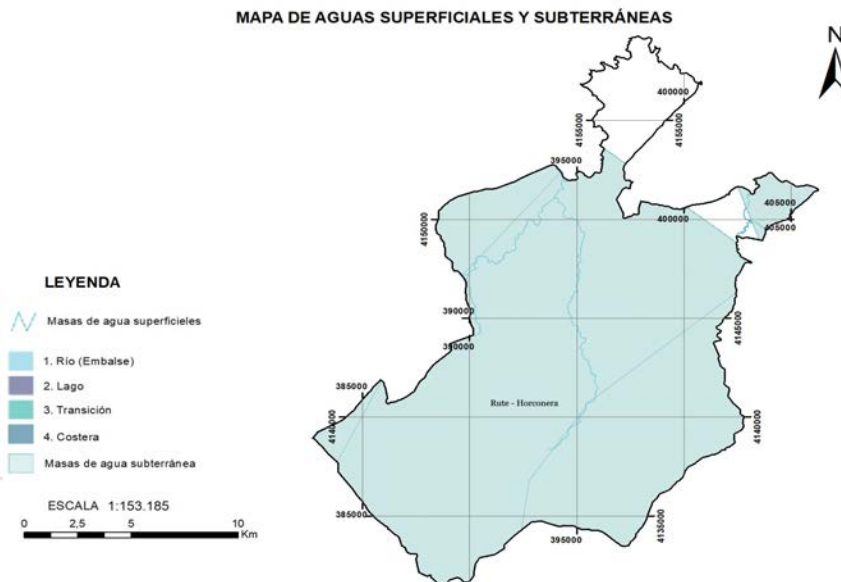 MAPA DE AGUAS SUPERFICIALES Y SUBTERRÁNEAS
N
400000
4155000
4155000
395000
405000
405000
400000
4150000
390000
390000
4145000
385000
4140000
Rute - Horconera
4140000
385000
395000
4135000
LEYENDA
Masas de agua superficieles
1. Río (Embalse)
2. Lago
3. Transición
4. Costera
Masas de agua subterránea
ESCALA 1:153.185
0 2,5 5 10
Km